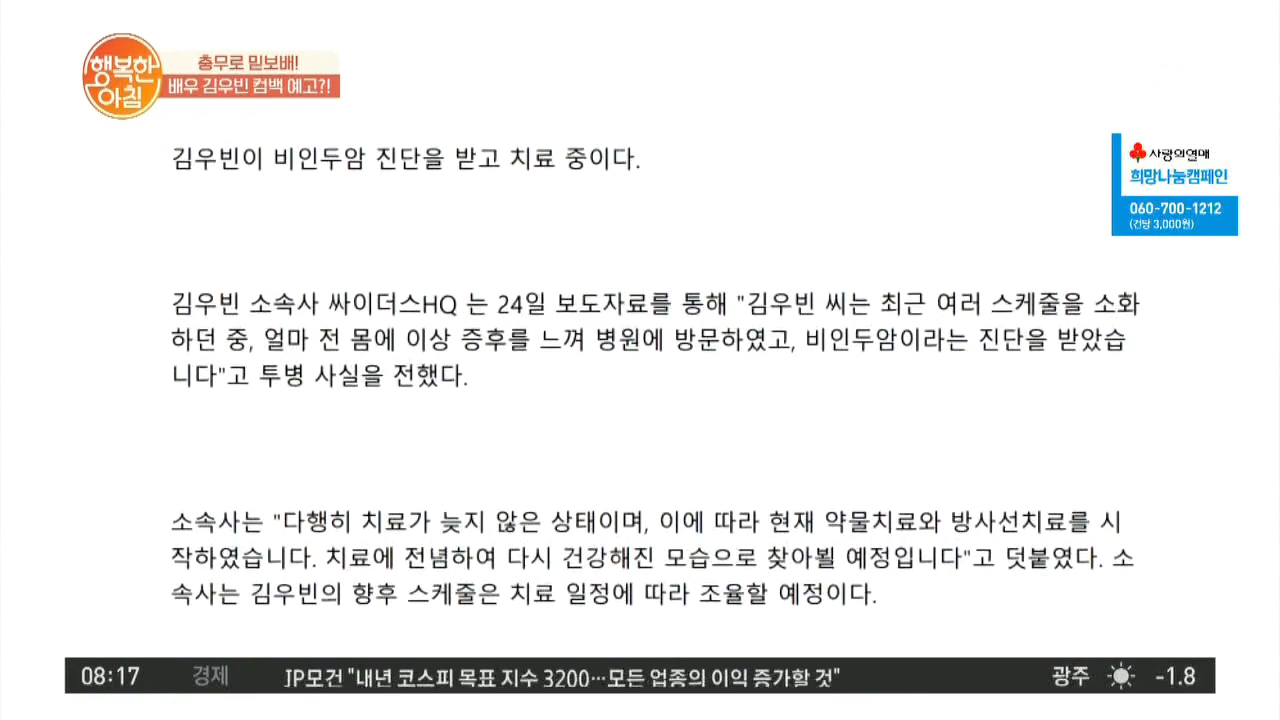 행복한
아침
충무로 밑보배!
배우 김우빈 컴백 예고?!
김우빈이 비인두암 진단을 받고 치료 중이다.
사랑의열매
희망나눔캠페인
060-700-1212
(건당 3,000원)
김우빈 소속사 싸이더스HQ 는 24일 보도자료를 통해 "김우빈 씨는 최근 여러 스케줄을 소화
하던 중, 얼마 전 몸에 이상 증후를 느껴 병원에 방문하였고, 비인두암이라는 진단을 받았습
니다"고 투병 사실을 전했다.
소속사는 "다행히 치료가 늦지 않은 상태이며, 이에 따라 현재 약물치료와 방사선치료를 시
작하였습니다. 치료에 전념하여 다시 건강해진 모습으로 찾아뵐 예정입니다"고 덧붙였다. 소
속사는 김우빈의 향후 스케줄은 치료 일정에 따라 조율할 예정이다.
08:17 경제 JP모건 "내년 코스피 목표 지수 3200…모든 업종의 이익 증가할 것" 광주 -1.8